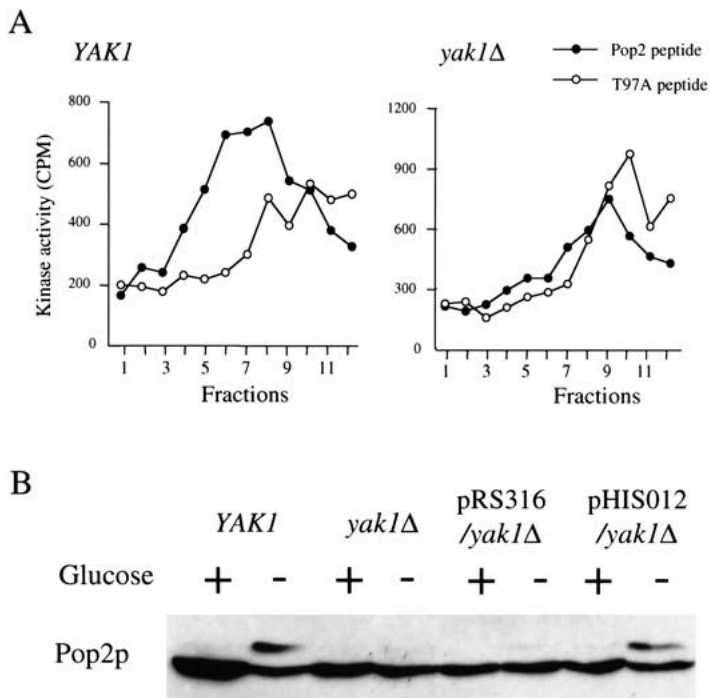 A
YAK1
yak1Δ
Pop2 peptide
T97A peptide
Kinase activity (CPM)
800
600
400
200
0
1 3 5 7 9 11
Fractions
1200
900
600
300
0
1 3 5 7 9 11
Fractions
B
YAK1
yak1Δ
pRS316
/yak1Δ
pHIS012
/yak1Δ
Glucose + - + - + - + -
Pop2p